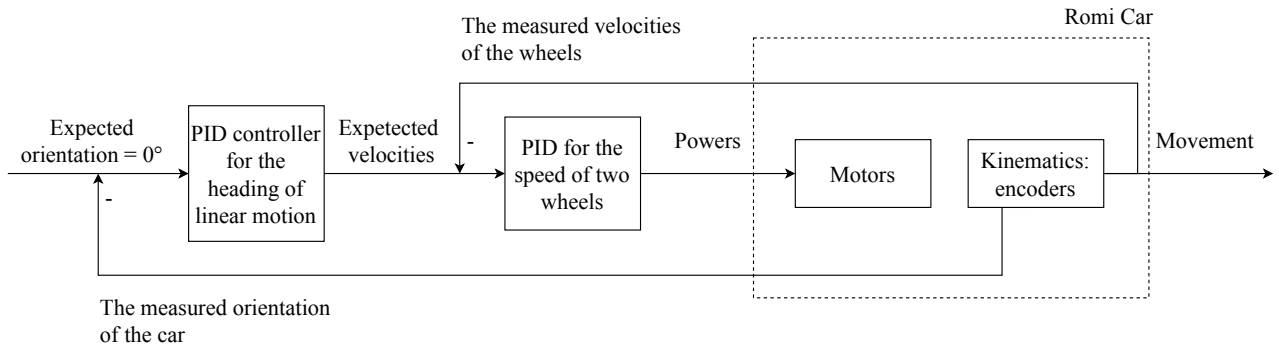 The measured velocities
of the wheels
Romi Car
Expected
orientation = 0°
PID controller
for the
heading of
linear motion
Expetected
velocities
-
PID for the
speed of two
wheels
Powers
Motors
Kinematics:
encoders
Movement
-
The measured orientation
of the car